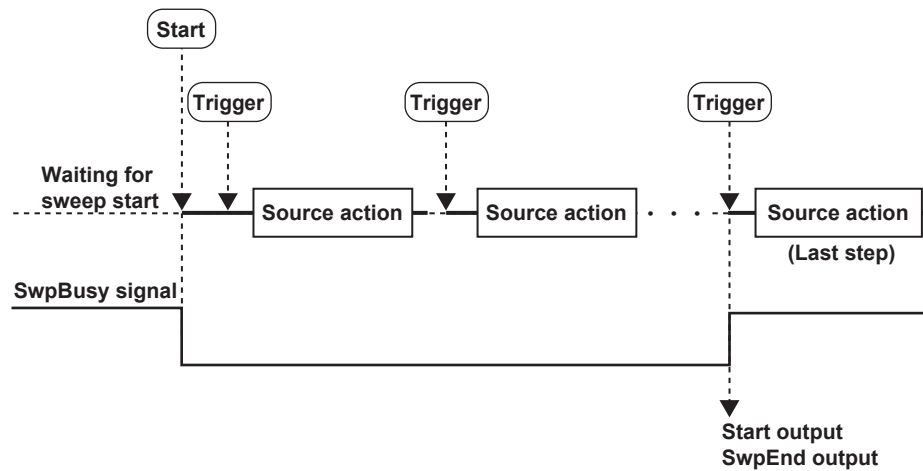 Start
Trigger
Trigger
Trigger
Waiting for
sweep start
Source action
Source action
Source action
(Last step)
SwpBusy signal
Start output
SwpEnd output